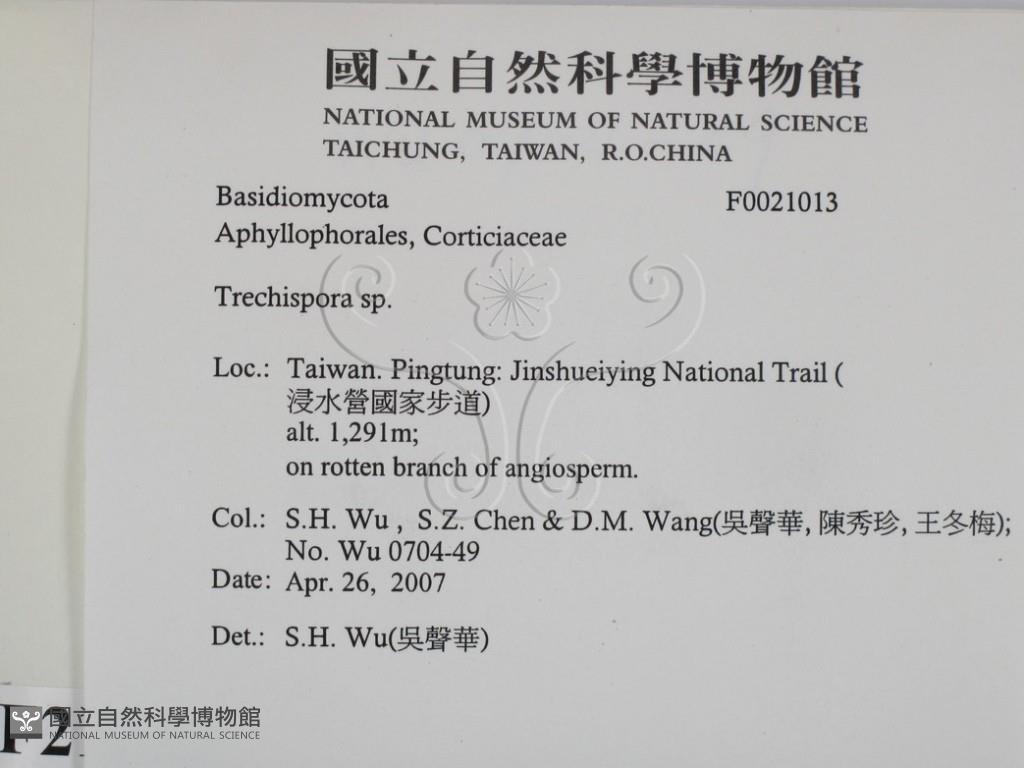 國立自然科學博物館
NATIONAL MUSEUM OF NATURAL SCIENCE
TAICHUNG, TAIWAN, R.O.CHINA
Basidiomycota F0021013
Aphyllophorales, Corticiaceae
Trechispora sp.
Loc.: Taiwan. Pingtung: Jinshueiying National Trail (
浸水營國家步道)
alt. 1,291m;
on rotten branch of angiosperm.
Col.: S.H. Wu , S.Z. Chen & D.M. Wang(吳聲華, 陳秀珍, 王冬梅);
No. Wu 0704-49
Date: Apr. 26, 2007
Det.: S.H. Wu(吳聲華)
F2
國立自然科學博物館
NATIONAL MUSEUM OF NATURAL SCIENCE